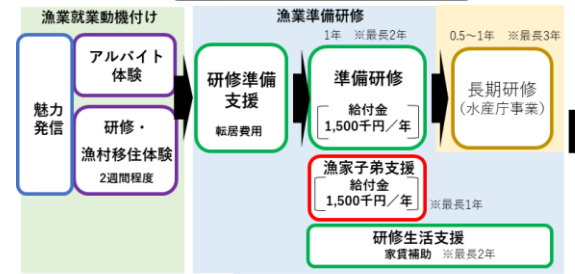 漁業就業動機付け
漁業準備研修
1年 ※最長2年
0.5~1年 ※最長3年
魅力
発信
アルバイト
体験
研修・
漁村移住体験
2週間程度
研修準備
支援
転居費用
準備研修
給付金
1,500千円/年
長期研修
(水産庁事業)
漁家子弟支援
給付金
1,500千円/年
※最長1年
研修生活支援
家賃補助 ※最長2年